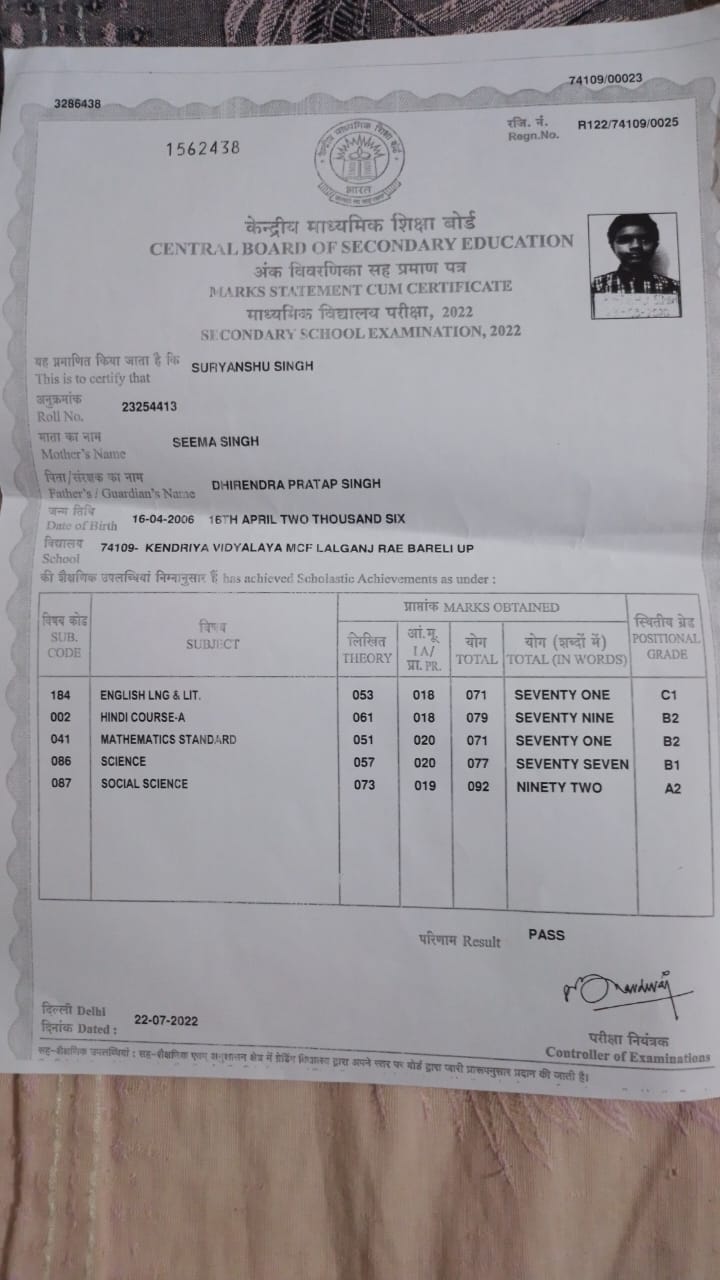 74109/00023
3286438
रजि. नं. R122/74109/0025
Regn.No.
1562438
केन्द्रीय माध्यमिक शिक्षा बोर्ड
भारत
केन्द्रीय माध्यमिक शिक्षा बोर्ड
CENTRAL BOARD OF SECONDARY EDUCATION
अंक विवरणिका सह प्रमाण पत्र
MARKS STATEMENT CUM CERTIFICATE
माध्यमिक विद्यालय परीक्षा, 2022
SECONDARY SCHOOL EXAMINATION, 2022
यह प्रमाणित किया जाता है कि SURYANSHU SINGH
This is to certify that
अनुक्रमांक 23254413
Roll No.
माता का नाम SEEMA SINGH
Mother's Name
पिता/संरक्षक का नाम DHIRENDRA PRATAP SINGH
Father's / Guardian's Name
जन्म तिथि 16-04-2006 16TH APRIL TWO THOUSAND SIX
Date of Birth
विद्यालय 74109- KENDRIYA VIDYALAYA MCF LALGANJ RAE BARELI UP
School
की शैक्षणिक उपलब्धियां निम्नानुसार हैं has achieved Scholastic Achievements as under :
विषय कोड SUB. CODE विषय SUBJECT प्राप्तांक MARKS OBTAINED स्थितीय ग्रेड POSITIONAL GRADE
लिखित THEORY आं.मू. IA/ प्रा. PR. योग TOTAL योग (शब्दों में) TOTAL (IN WORDS)
184 ENGLISH LNG & LIT. 053 018 071 SEVENTY ONE C1
002 HINDI COURSE-A 061 018 079 SEVENTY NINE B2
041 MATHEMATICS STANDARD 051 020 071 SEVENTY ONE B2
086 SCIENCE 057 020 077 SEVENTY SEVEN B1
087 SOCIAL SCIENCE 073 019 092 NINETY TWO A2
परिणाम Result PASS
दिल्ली Delhi
दिनांक Dated : 22-07-2022
परीक्षा नियंत्रक
Controller of Examinations
सह-शैक्षणिक उपलब्धियां : सह-शैक्षणिक एवम् अनुशासन क्षेत्र में ग्रेडिंग विद्यालय द्वारा अपने स्तर पर बोर्ड द्वारा जारी प्रारूपनुसार प्रदान की जाती है।